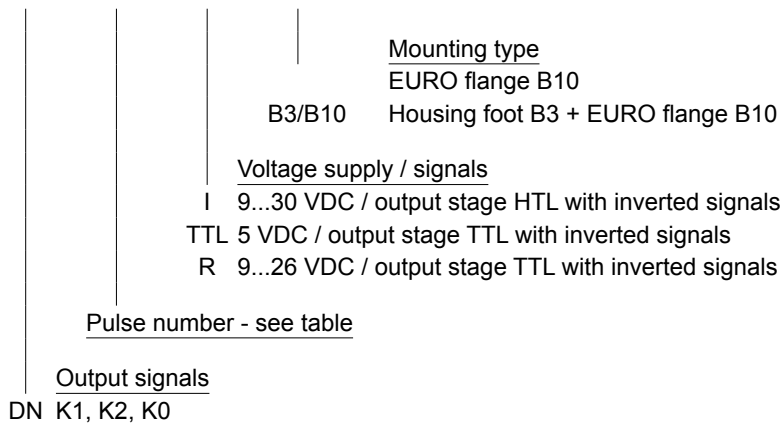 Mounting type
EURO flange B10
B3/B10 Housing foot B3 + EURO flange B10
Voltage supply / signals
I 9...30 VDC / output stage HTL with inverted signals
TTL 5 VDC / output stage TTL with inverted signals
R 9...26 VDC / output stage TTL with inverted signals
Pulse number - see table
Output signals
DN K1, K2, K0